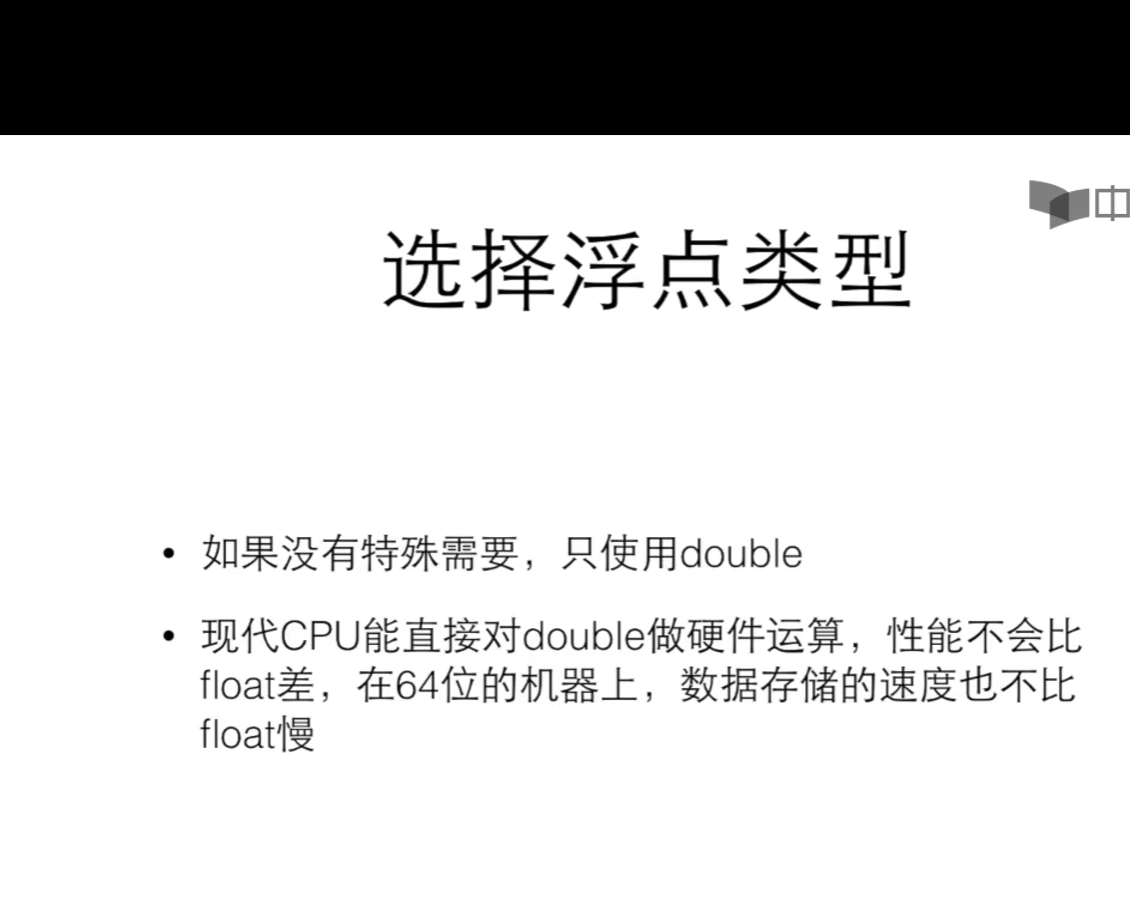 中
选择浮点类型
• 如果没有特殊需要，只使用double
• 现代CPU能直接对double做硬件运算，性能不会比
float差，在64位的机器上，数据存储的速度也不比
float慢